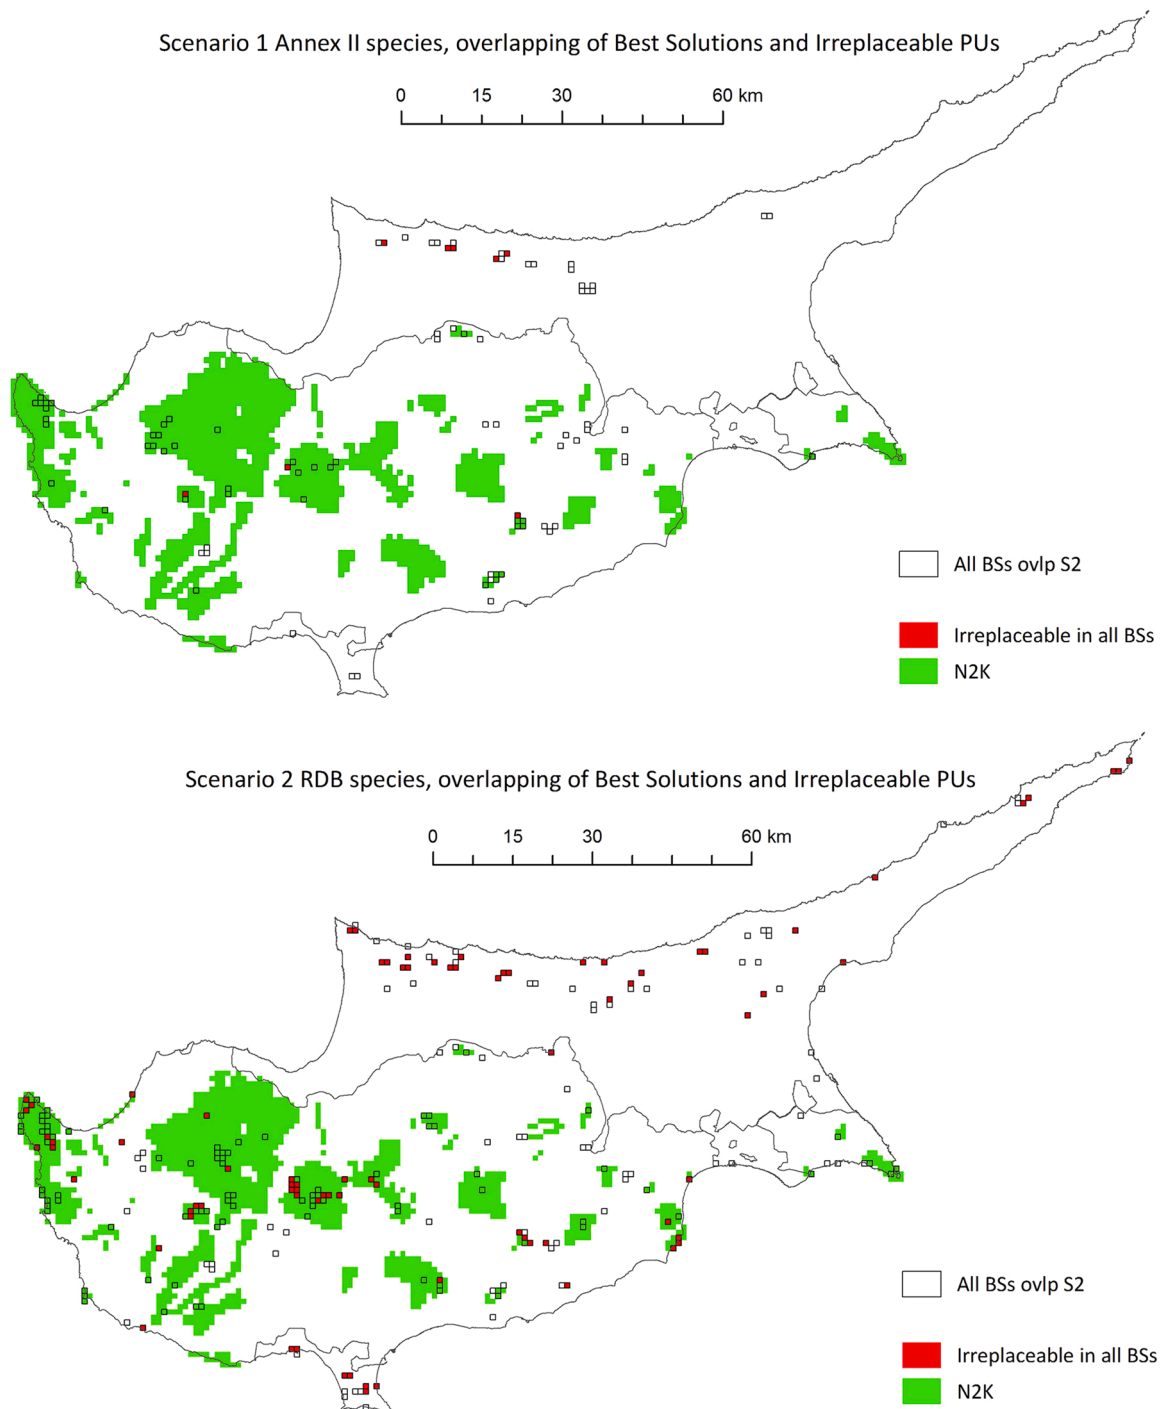 Scenario 1 Annex II species, overlapping of Best Solutions and Irreplaceable PUs
0 15 30 60 km
All BSs ovlp S2
Irreplaceable in all BSs
N2K
Scenario 2 RDB species, overlapping of Best Solutions and Irreplaceable PUs
0 15 30 60 km
All BSs ovlp S2
Irreplaceable in all BSs
N2K